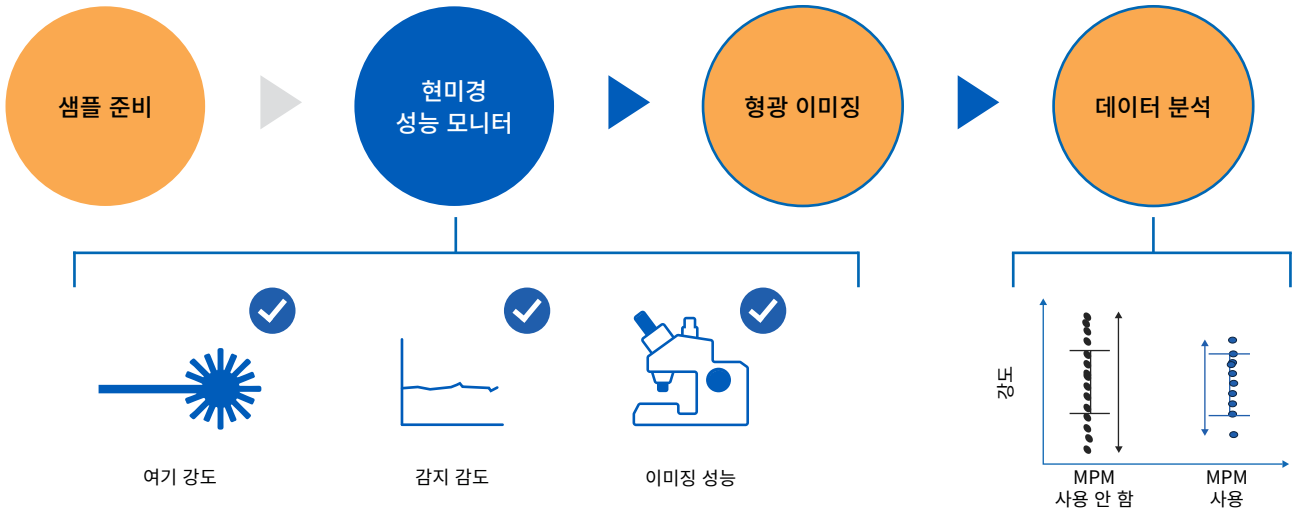 샘플 준비
현미경
성능 모니터
형광 이미징
데이터 분석
여기 강도
감지 감도
이미징 성능
강도
MPM
사용 안 함
MPM
사용